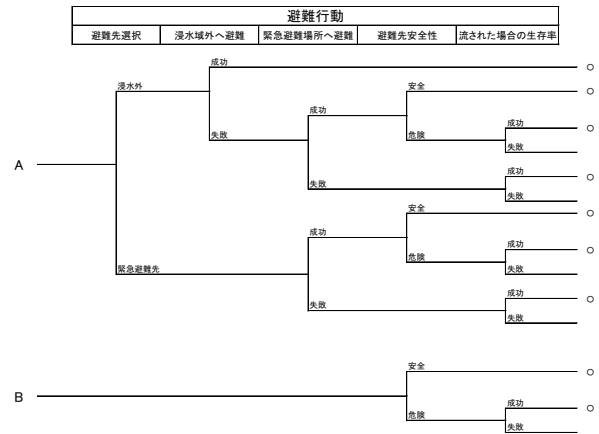 避難行動
避難先選択 浸水域外へ避難 緊急避難場所へ避難 避難先安全性 流された場合の生存率
成功 ○
浸水外 安全 ○
成功
成功 ○
失敗 危険 失敗
成功 ○
A 失敗 失敗
安全 ○
成功
成功 ○
緊急避難先 危険 失敗
成功 ○
失敗 失敗
安全 ○
B 成功 ○
危険 失敗